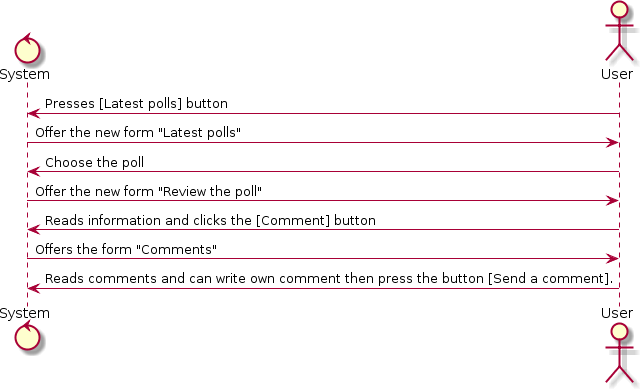 System
User
Presses [Latest polls] button
Offer the new form "Latest polls"
Choose the poll
Offer the new form "Review the poll"
Reads information and clicks the [Comment] button
Offers the form "Comments"
Reads comments and can write own comment then press the button [Send a comment].
System
User